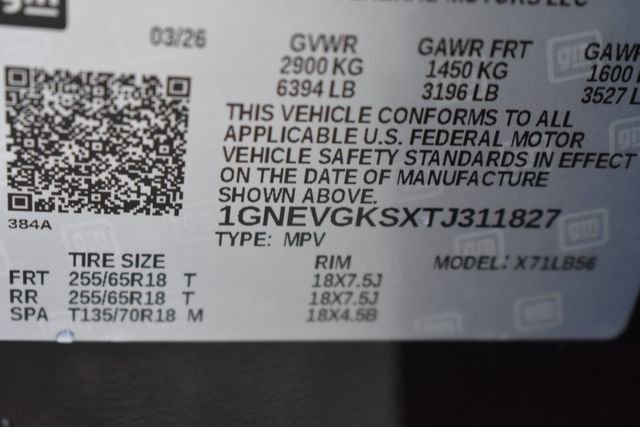 gm
03/26 GVWR GAWR FRT GAWR
2900 KG 1450 KG 1600
6394 LB 3196 LB 3527 L
THIS VEHICLE CONFORMS TO ALL
APPLICABLE U.S. FEDERAL MOTOR
VEHICLE SAFETY STANDARDS IN EFFECT
ON THE DATE OF MANUFACTURE
SHOWN ABOVE.
384A 1GNEVGKSXTJ311827
TYPE: MPV
TIRE SIZE RIM MODEL: X71LB56
FRT 255/65R18 T 18X7.5J
RR 255/65R18 T 18X7.5J
SPA T135/70R18 M 18X4.5B